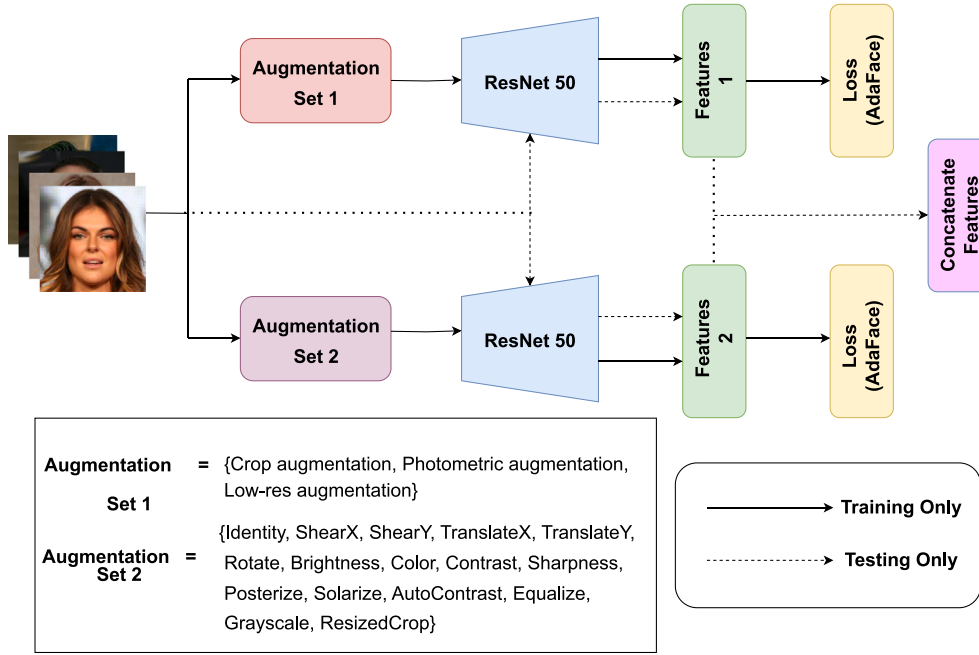 Augmentation
Set 1
ResNet 50
Features
1
Loss
(AdaFace)
Concatenate
Features
Augmentation
Set 2
ResNet 50
Features
2
Loss
(AdaFace)
Augmentation
Set 1
=
{Crop augmentation, Photometric augmentation,
Low-res augmentation}
Augmentation
Set 2
=
{Identity, ShearX, ShearY, TranslateX, TranslateY,
Rotate, Brightness, Color, Contrast, Sharpness,
Posterize, Solarize, AutoContrast, Equalize,
Grayscale, ResizedCrop}
Training Only
Testing Only